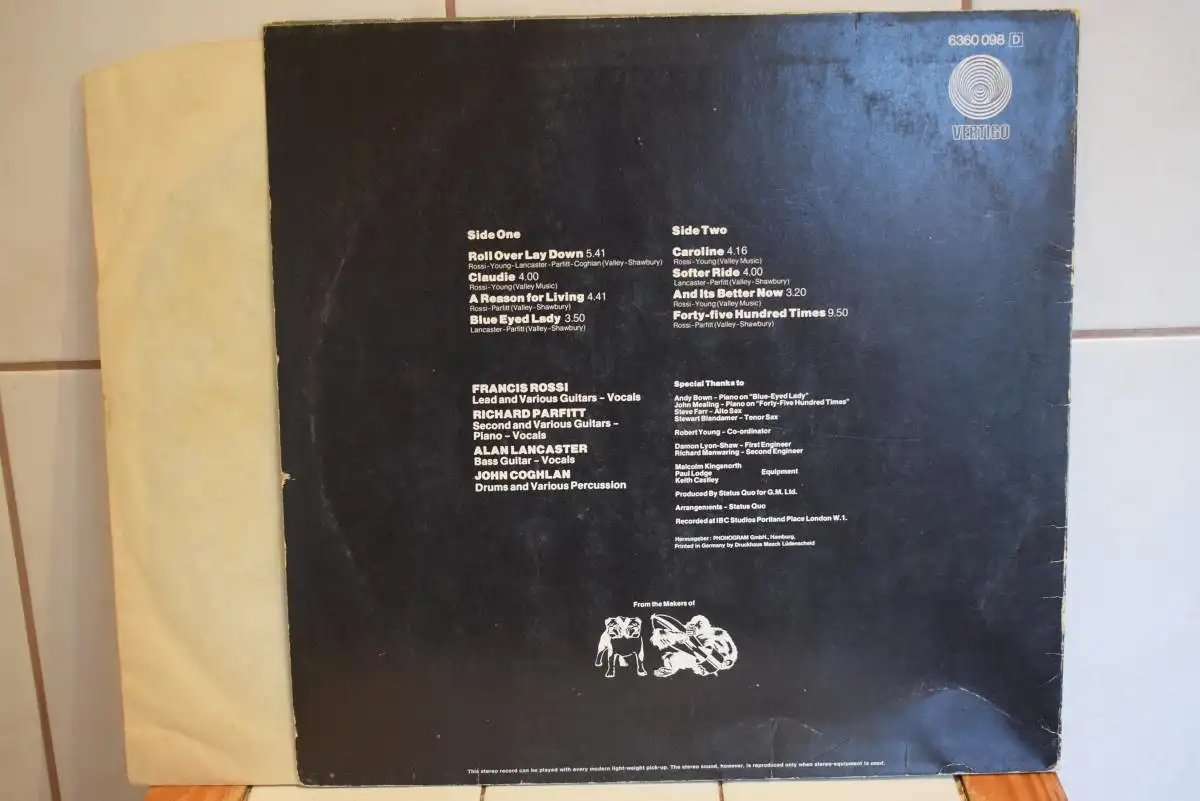 6360 098 D
VERTIGO
Side One
Roll Over Lay Down 5.41
Rossi-Young-Lancaster-Parfitt-Coghlan (Valley-Shawbury)
Claudie 4.00
Rossi-Young (Valley Music)
A Reason for Living 4.41
Rossi-Parfitt (Valley-Shawbury)
Blue Eyed Lady 3.50
Lancaster-Parfitt (Valley-Shawbury)
Side Two
Caroline 4.16
Rossi-Young (Valley Music)
Softer Ride 4.00
Lancaster-Parfitt (Valley-Shawbury)
And Its Better Now 3.20
Rossi-Young (Valley Music)
Forty-five Hundred Times 9.50
Rossi-Parfitt (Valley-Shawbury)
FRANCIS ROSSI
Lead and Various Guitars – Vocals
RICHARD PARFITT
Second and Various Guitars –
Piano – Vocals
ALAN LANCASTER
Bass Guitar – Vocals
JOHN COGHLAN
Drums and Various Percussion
Special Thanks to
Andy Bown – Piano on "Blue-Eyed Lady"
John Mealing – Piano on "Forty-Five Hundred Times"
Steve Farr – Alto Sax
Stewart Blandamer – Tenor Sax
Robert Young – Co-ordinator
Damon Lyon-Shaw – First Engineer
Richard Manwaring – Second Engineer
Malcolm Kingsnorth
Paul Lodge Equipment
Keith Castley
Produced By Status Quo for G.M. Ltd.
Arrangements – Status Quo
Recorded at IBC Studios Portland Place London W.1.
Herausgeber: PHONOGRAM GmbH., Hamburg,
Printed in Germany by Druckhaus Maack Lüdenscheid
From the Makers of
This stereo record can be played with every modern light-weight pick-up. The stereo sound, however, is reproduced only when stereo-equipment is used.